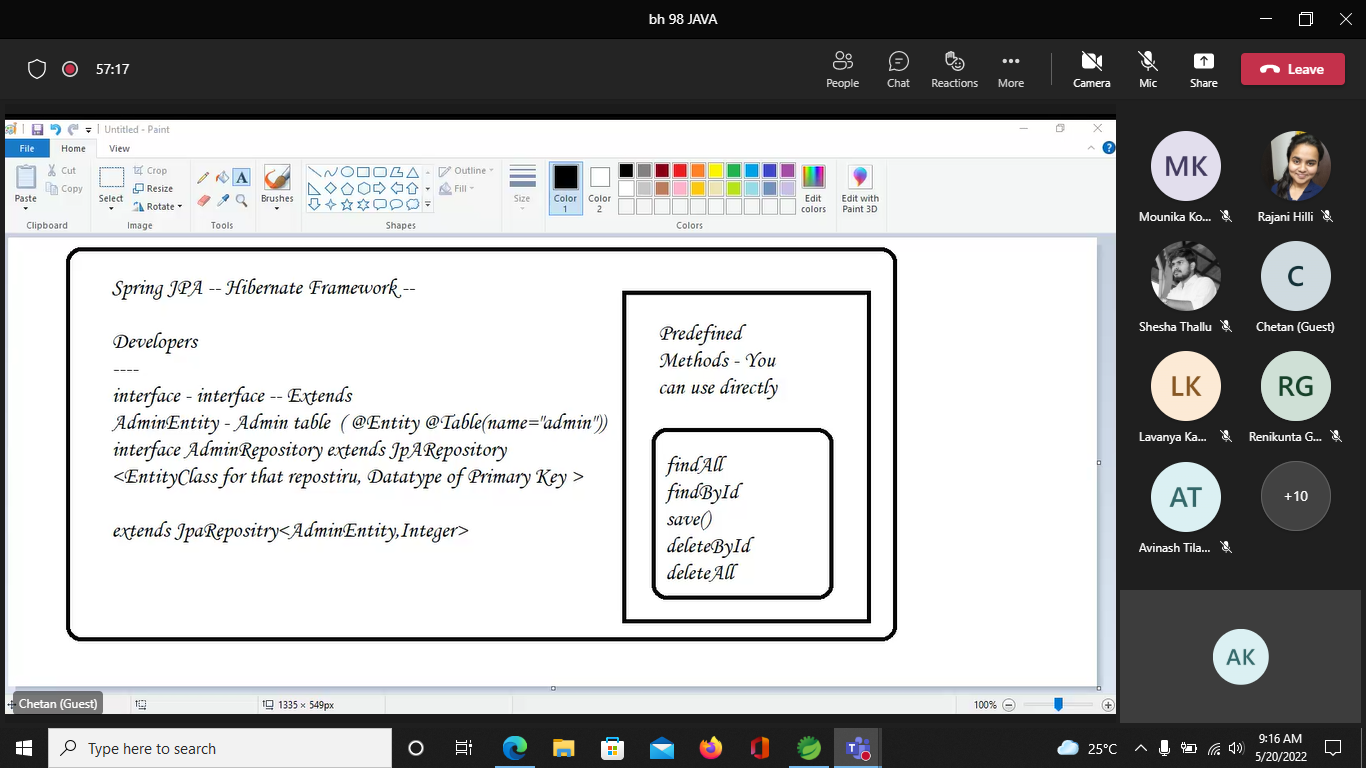 bh 98 JAVA
57:17
People
Chat
Reactions
More
Camera
Mic
Share
Leave
Untitled - Paint
File
Home
View
Paste
Cut
Copy
Clipboard
Select
Crop
Resize
Rotate
Image
A
Tools
Brushes
Outline
Fill
Shapes
Size
Color 1
Color 2
Edit colors
Colors
Edit with Paint 3D
Spring JPA -- Hibernate Framework --
Developers
----
interface - interface -- Extends
AdminEntity - Admin table ( @Entity @Table(name="admin"))
interface AdminRepository extends JpARepository
<EntityClass for that repostiru, Datatype of Primary Key >
extends JpaRepositry<AdminEntity,Integer>
Predefined
Methods - You
can use directly
findAll
findById
save()
deleteById
deleteAll
Chetan (Guest)
1335 × 549px
100%
MK
Mounika Ko...
Rajani Hilli
Shesha Thallu
C
Chetan (Guest)
LK
Lavanya Ka...
RG
Renikunta G...
AT
Avinash Tila...
+10
AK
Type here to search
25°C
9:16 AM
5/20/2022